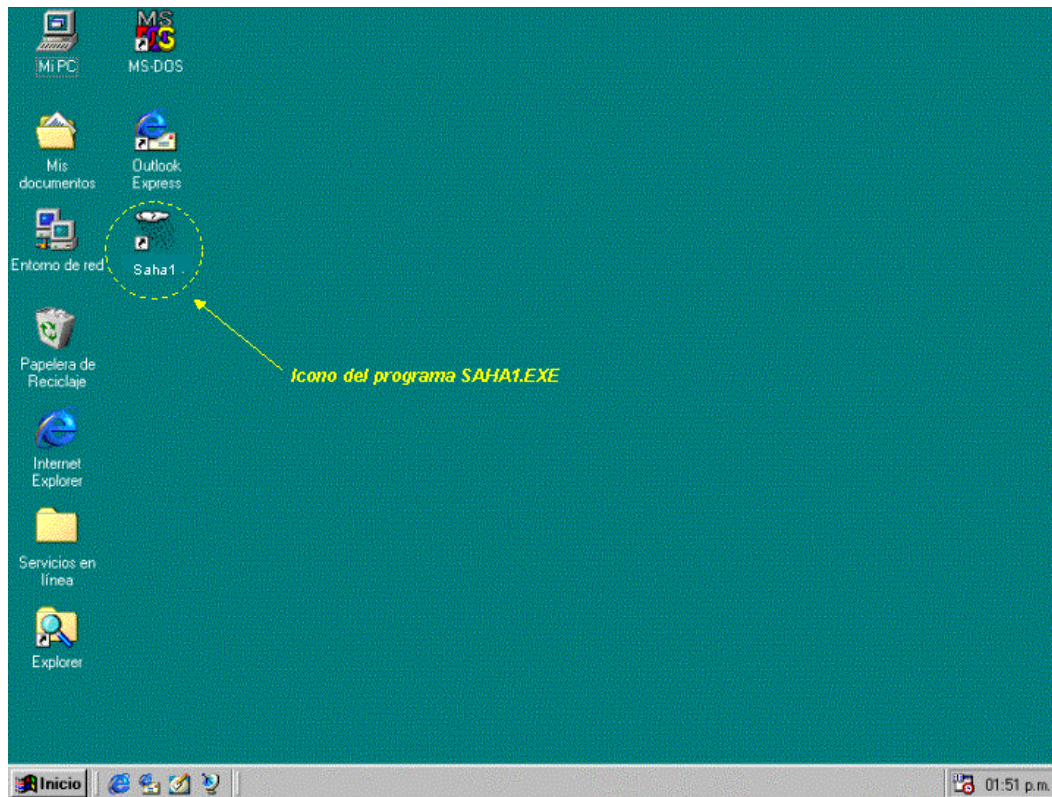 Mi PC
MS-DOS
Mis
documentos
Outlook
Express
Entorno de red
Saha1
Papelera de
Reciclaje
Icono del programa SAHA1.EXE
Internet
Explorer
Servicios en
línea
Explorer
Inicio
01:51 p.m.